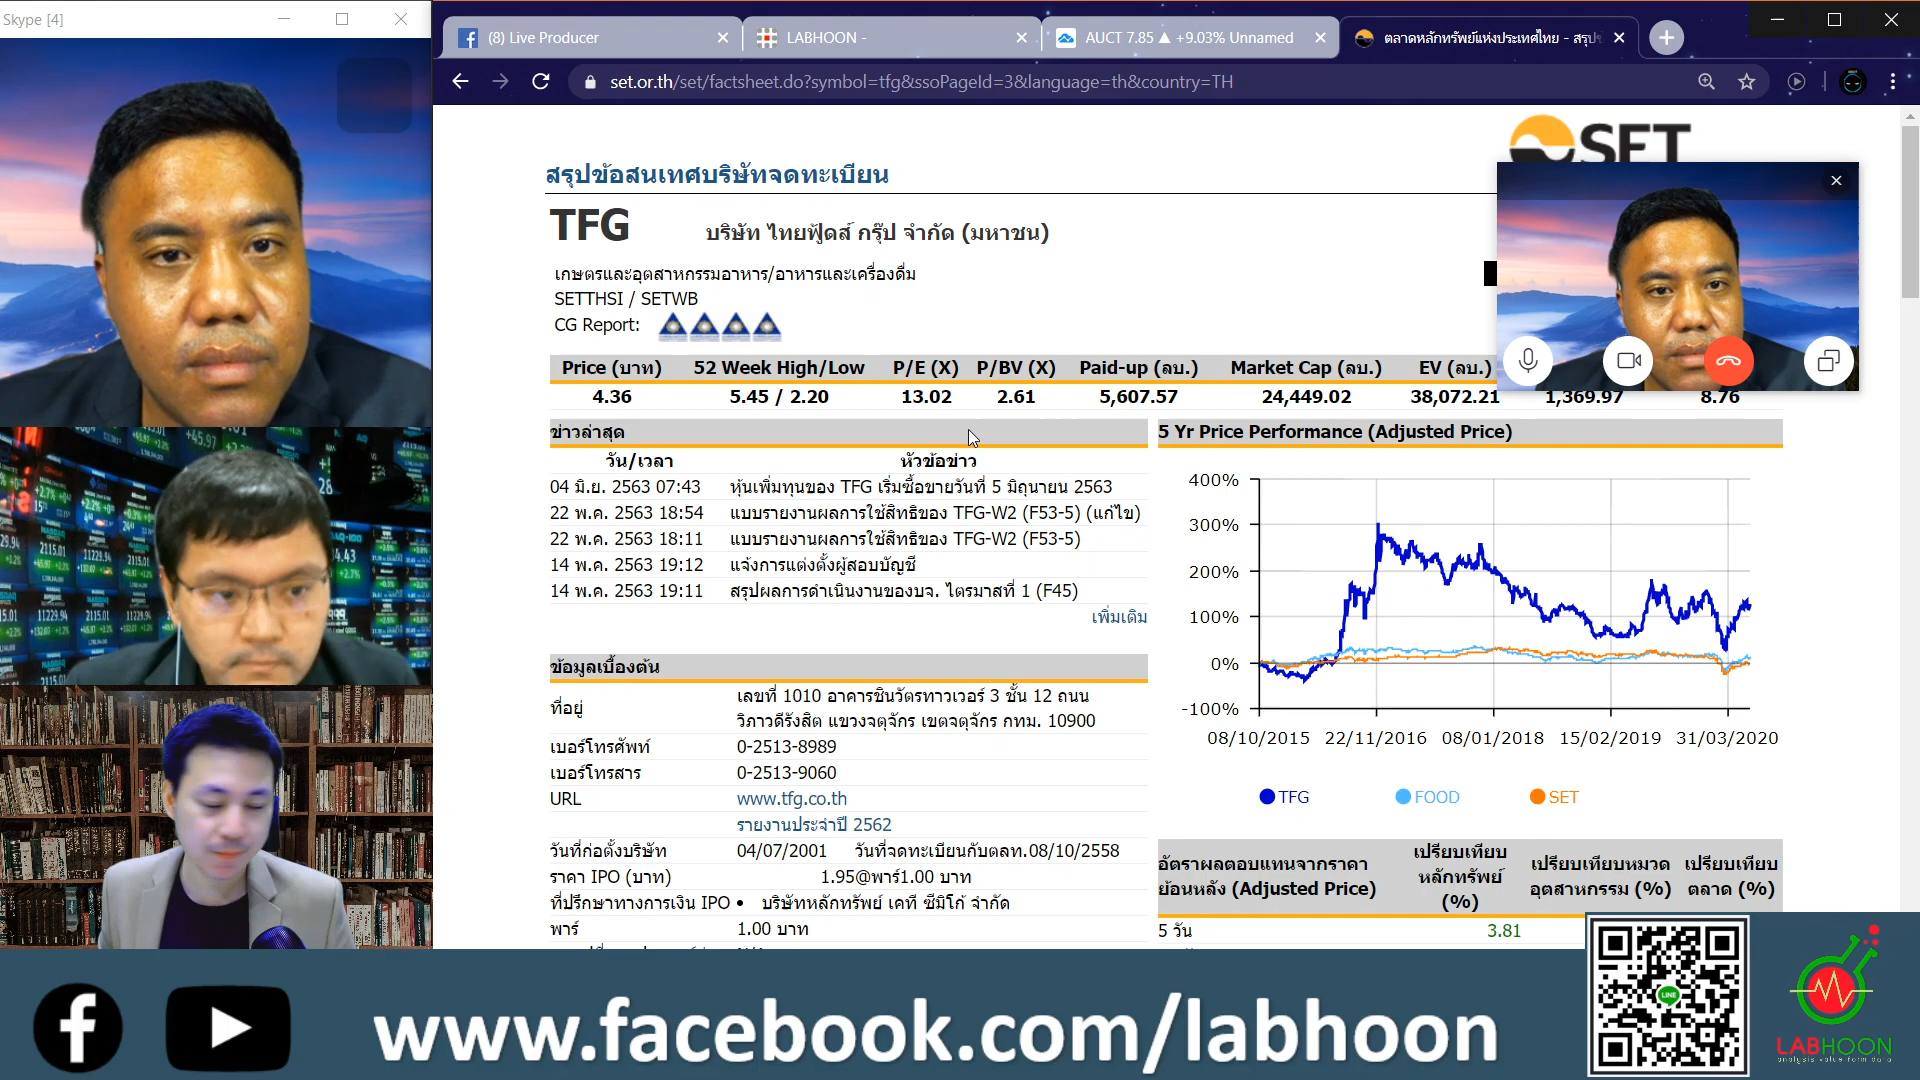 Skype [4]
(8) Live Producer
LABHOON -
AUCT 7.85 ▲ +9.03% Unnamed
ตลาดหลักทรัพย์แห่งประเทศไทย - สรุป
set.or.th/set/factsheet.do?symbol=tfg&ssoPageId=3&language=th&country=TH
SET
สรุปข้อสนเทศบริษัทจดทะเบียน
TFG บริษัท ไทยฟู้ดส์ กรุ๊ป จำกัด (มหาชน)
เกษตรและอุตสาหกรรมอาหาร/อาหารและเครื่องดื่ม
SETTHSI / SETWB
CG Report:
Price (บาท) 52 Week High/Low P/E (X) P/BV (X) Paid-up (ลบ.) Market Cap (ลบ.) EV (ลบ.)
4.36 5.45 / 2.20 13.02 2.61 5,607.57 24,449.02 38,072.21 1,369.97 8.76
ข่าวล่าสุด
วัน/เวลา หัวข้อข่าว
04 มิ.ย. 2563 07:43 หุ้นเพิ่มทุนของ TFG เริ่มซื้อขายวันที่ 5 มิถุนายน 2563
22 พ.ค. 2563 18:54 แบบรายงานผลการใช้สิทธิของ TFG-W2 (F53-5) (แก้ไข)
22 พ.ค. 2563 18:11 แบบรายงานผลการใช้สิทธิของ TFG-W2 (F53-5)
14 พ.ค. 2563 19:12 แจ้งการแต่งตั้งผู้สอบบัญชี
14 พ.ค. 2563 19:11 สรุปผลการดำเนินงานของบจ. ไตรมาสที่ 1 (F45)
เพิ่มเติม
ข้อมูลเบื้องต้น
ที่อยู่ เลขที่ 1010 อาคารชินวัตรทาวเวอร์ 3 ชั้น 12 ถนน
วิภาวดีรังสิต แขวงจตุจักร เขตจตุจักร กทม. 10900
เบอร์โทรศัพท์ 0-2513-8989
เบอร์โทรสาร 0-2513-9060
URL www.tfg.co.th
รายงานประจำปี 2562
วันที่ก่อตั้งบริษัท 04/07/2001 วันที่จดทะเบียนกับตลท.08/10/2558
ราคา IPO (บาท) 1.95@พาร์1.00 บาท
ที่ปรึกษาทางการเงิน IPO • บริษัทหลักทรัพย์ เคที ซีมิโก้ จำกัด
พาร์ 1.00 บาท
5 Yr Price Performance (Adjusted Price)
400%
300%
200%
100%
0%
-100%
08/10/2015 22/11/2016 08/01/2018 15/02/2019 31/03/2020
TFG FOOD SET
อัตราผลตอบแทนจากราคา
ย้อนหลัง (Adjusted Price)
เปรียบเทียบ
หลักทรัพย์
(%)
เปรียบเทียบหมวด
อุตสาหกรรม (%)
เปรียบเทียบ
ตลาด (%)
5 วัน 3.81
www.facebook.com/labhoon
LINE
LABHOON
analysis value form data